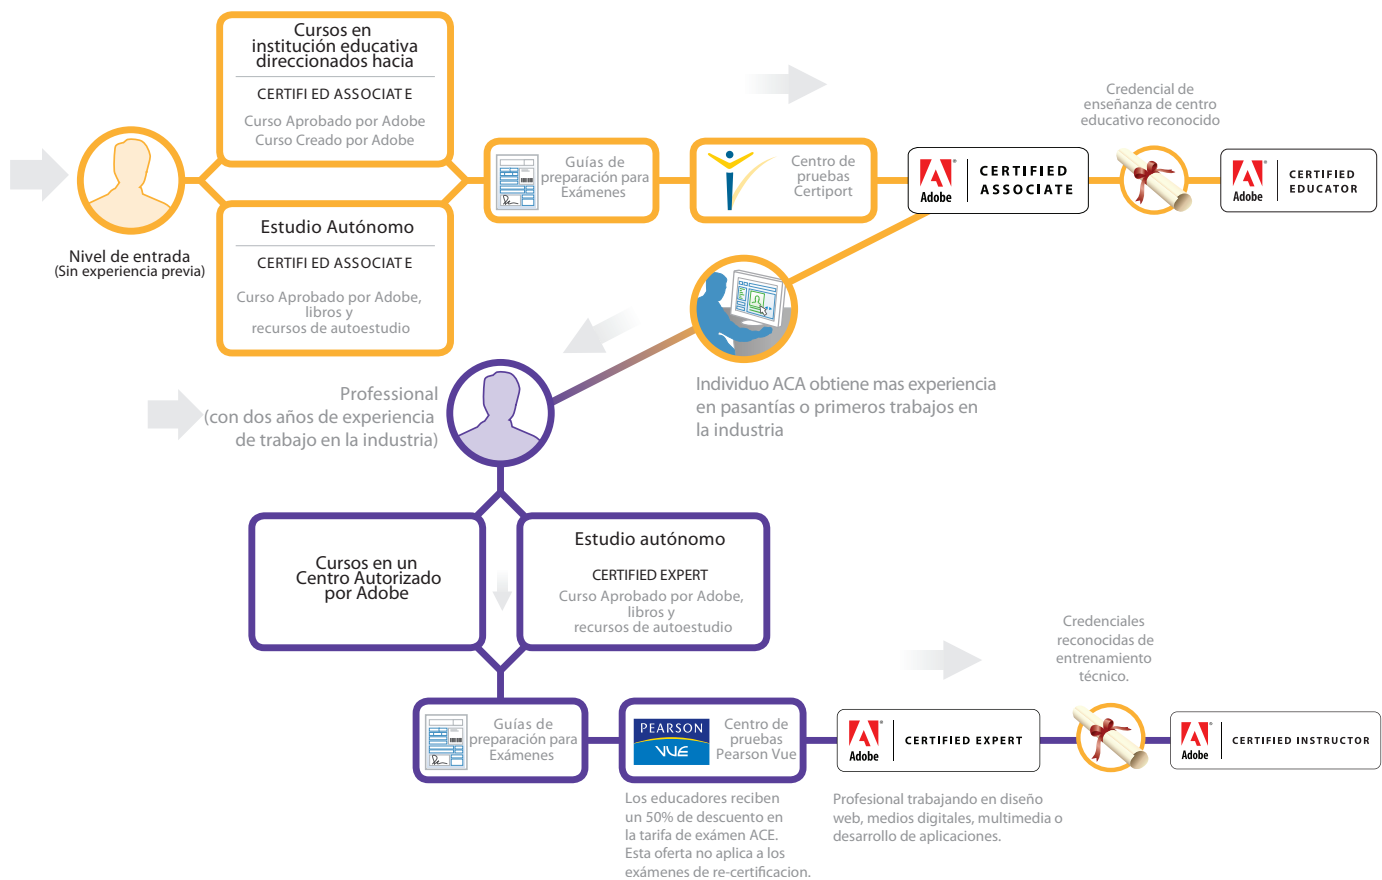 Cursos en
institución educativa
direccionados hacia
CERTIFI ED ASSOCIAT E
Curso Aprobado por Adobe
Curso Creado por Adobe
Nivel de entrada
(Sin experiencia previa)
Estudio Autónomo
CERTIFI ED ASSOCIAT E
Curso Aprobado por Adobe,
libros y
recursos de autoestudio
Guías de
preparación para
Exámenes
Centro de
pruebas
Certiport
Adobe
CERTIFIED
ASSOCIATE
Credencial de
enseñanza de centro
educativo reconocido
Adobe
CERTIFIED
EDUCATOR
Individuo ACA obtiene mas experiencia
en pasantías o primeros trabajos en
la industria
Professional
(con dos años de experiencia
de trabajo en la industria)
Cursos en un
Centro Autorizado
por Adobe
Estudio autónomo
CERTIFIED EXPERT
Curso Aprobado por Adobe,
libros y
recursos de autoestudio
Guías de
preparación para
Exámenes
PEARSON
VUE
Centro de
pruebas
Pearson Vue
Los educadores reciben
un 50% de descuento en
la tarifa de exámen ACE.
Esta oferta no aplica a los
exámenes de re-certificacion.
Adobe
CERTIFIED EXPERT
Profesional trabajando en diseño
web, medios digitales, multimedia o
desarrollo de aplicaciones.
Credenciales
reconocidas de
entrenamiento
técnico.
Adobe
CERTIFIED INSTRUCTOR